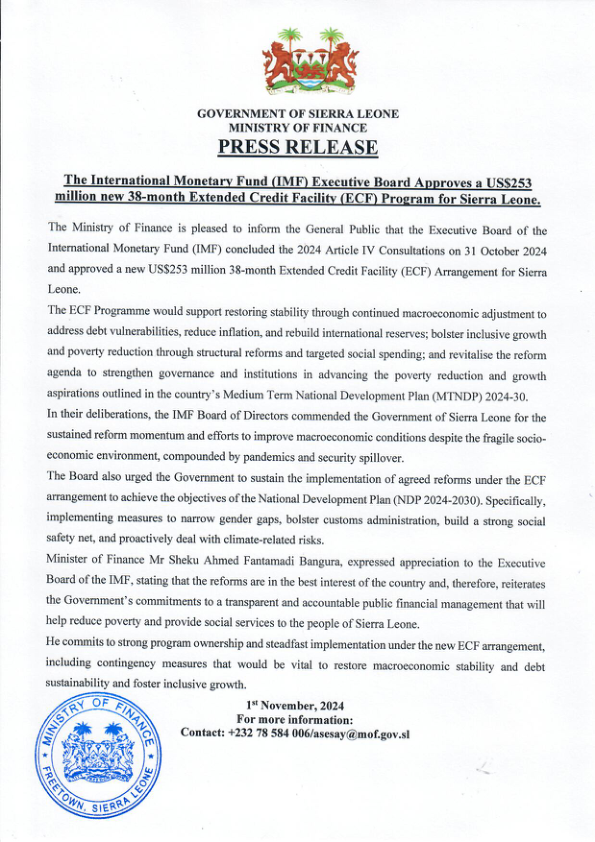 GOVERNMENT OF SIERRA LEONE
MINISTRY OF FINANCE
PRESS RELEASE
The International Monetary Fund (IMF) Executive Board Approves a US$253
million new 38-month Extended Credit Facility (ECF) Program for Sierra Leone.
The Ministry of Finance is pleased to inform the General Public that the Executive Board of the
International Monetary Fund (IMF) concluded the 2024 Article IV Consultations on 31 October 2024
and approved a new US$253 million 38-month Extended Credit Facility (ECF) Arrangement for Sierra
Leone.
The ECF Programme would support restoring stability through continued macroeconomic adjustment to
address debt vulnerabilities, reduce inflation, and rebuild international reserves; bolster inclusive growth
and poverty reduction through structural reforms and targeted social spending; and revitalise the reform
agenda to strengthen governance and institutions in advancing the poverty reduction and growth
aspirations outlined in the country's Medium Term National Development Plan (MTNDP) 2024-30.
In their deliberations, the IMF Board of Directors commended the Government of Sierra Leone for the
sustained reform momentum and efforts to improve macroeconomic conditions despite the fragile socio-
economic environment, compounded by pandemics and security spillover.
The Board also urged the Government to sustain the implementation of agreed reforms under the ECF
arrangement to achieve the objectives of the National Development Plan (NDP 2024-2030). Specifically,
implementing measures to narrow gender gaps, bolster customs administration, build a strong social
safety net, and proactively deal with climate-related risks.
Minister of Finance Mr Sheku Ahmed Fantamadi Bangura, expressed appreciation to the Executive
Board of the IMF, stating that the reforms are in the best interest of the country and, therefore, reiterates
the Government's commitments to a transparent and accountable public financial management that will
help reduce poverty and provide social services to the people of Sierra Leone.
He commits to strong program ownership and steadfast implementation under the new ECF arrangement,
including contingency measures that would be vital to restore macroeconomic stability and debt
sustainability and foster inclusive growth.
1st November, 2024
For more information:
Contact: +232 78 584 006/asesay@mof.gov.sl
MINISTRY OF FINANCE
FREETOWN, SIERRA LEONE